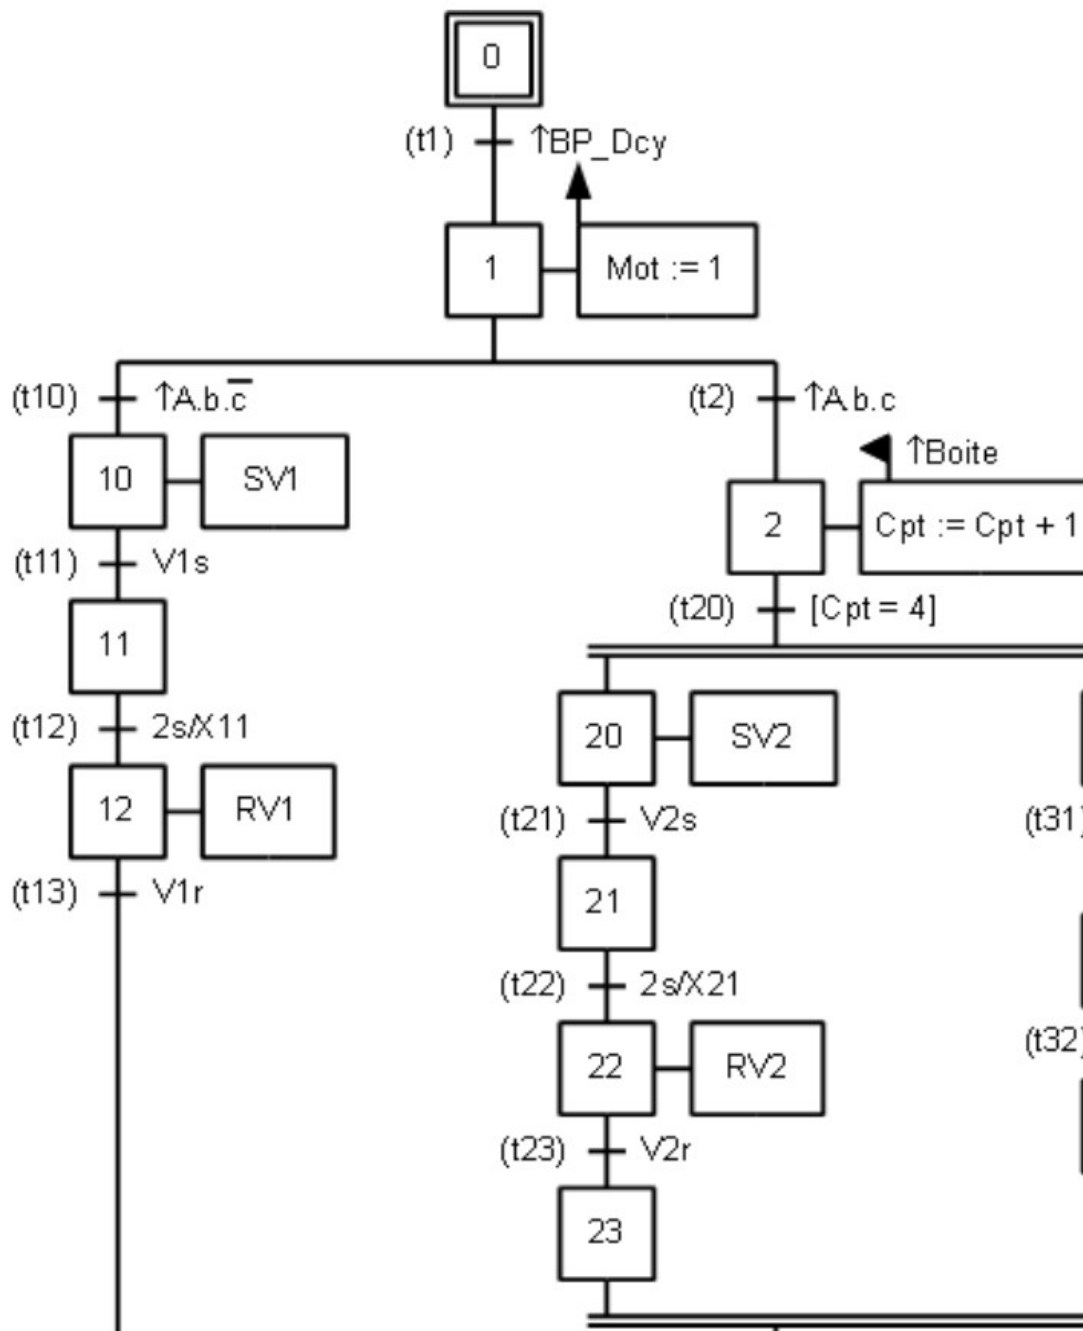 0
(t1) ↑BP_Dcy
1 Mot := 1
(t10) ↑A.b.c̅
(t2) ↑A.b.c
10 SV1
↑Boite
2 Cpt := Cpt + 1
(t11) V1s
(t20) [Cpt = 4]
11
20 SV2
(t12) 2s/X11
12 RV1
(t21) V2s
(t31)
(t13) V1r
21
(t22) 2s/X21
(t32)
22 RV2
(t23) V2r
23